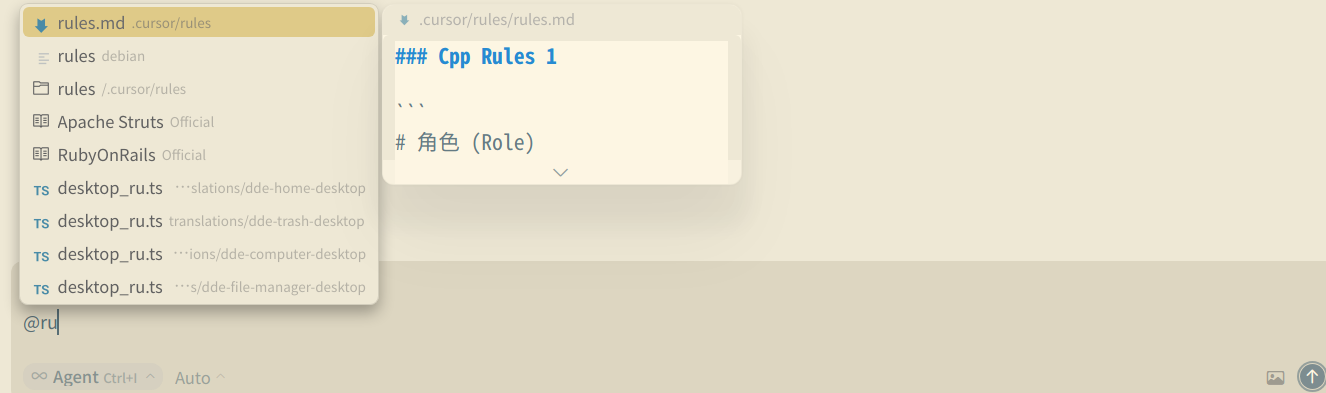 rules.md .cursor/rules
rules debian
rules /.cursor/rules
Apache Struts Official
RubyOnRails Official
TS desktop_ru.ts ···slations/dde-home-desktop
TS desktop_ru.ts translations/dde-trash-desktop
TS desktop_ru.ts ···ions/dde-computer-desktop
TS desktop_ru.ts ···s/dde-file-manager-desktop
.cursor/rules/rules.md
### Cpp Rules 1
```
# 角色 (Role)
@ru
Agent Ctrl+I Auto